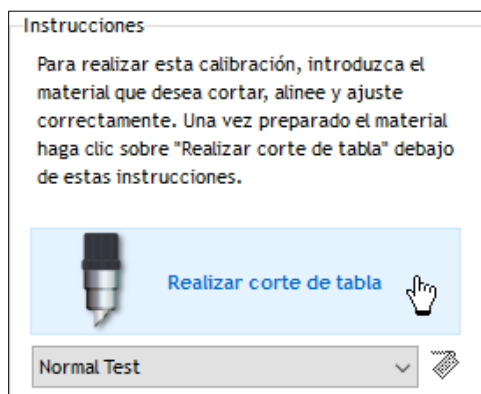 Instrucciones
Para realizar esta calibración, introduzca el
material que desea cortar, alinee y ajuste
correctamente. Una vez preparado el material
haga clic sobre "Realizar corte de tabla" debajo
de estas instrucciones.
Realizar corte de tabla
Normal Test